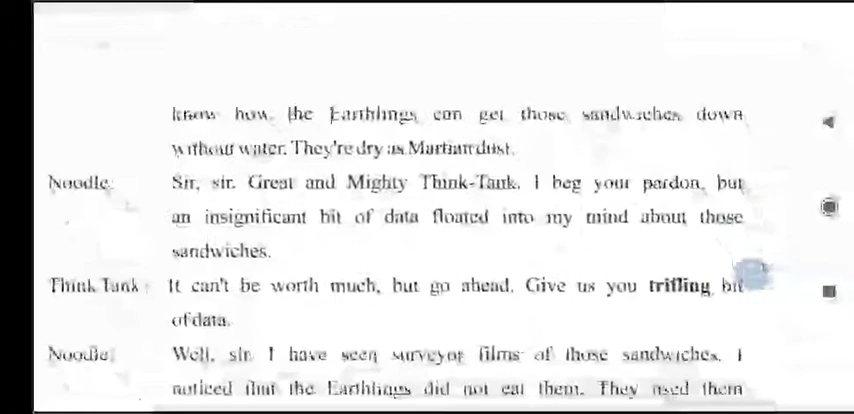 know how the Earthlings can get those sandwiches down
without water. They're dry as Martian dust.
Noodle: Sir, sir. Great and Mighty Think-Tank. I beg your pardon, but
an insignificant bit of data floated into my mind about those
sandwiches.
Think Tank : It can't be worth much, but go ahead. Give us you trifling bit
of data.
Noodle: Well, sir. I have seen surveyor films of those sandwiches. I
noticed that the Earthlings did not eat them. They used them